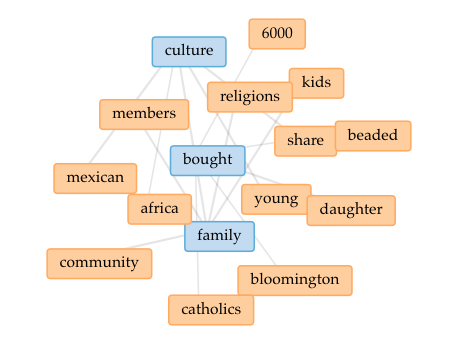 6000
culture
kids
religions
members
share
beaded
bought
mexican
young
africa
daughter
family
community
bloomington
catholics